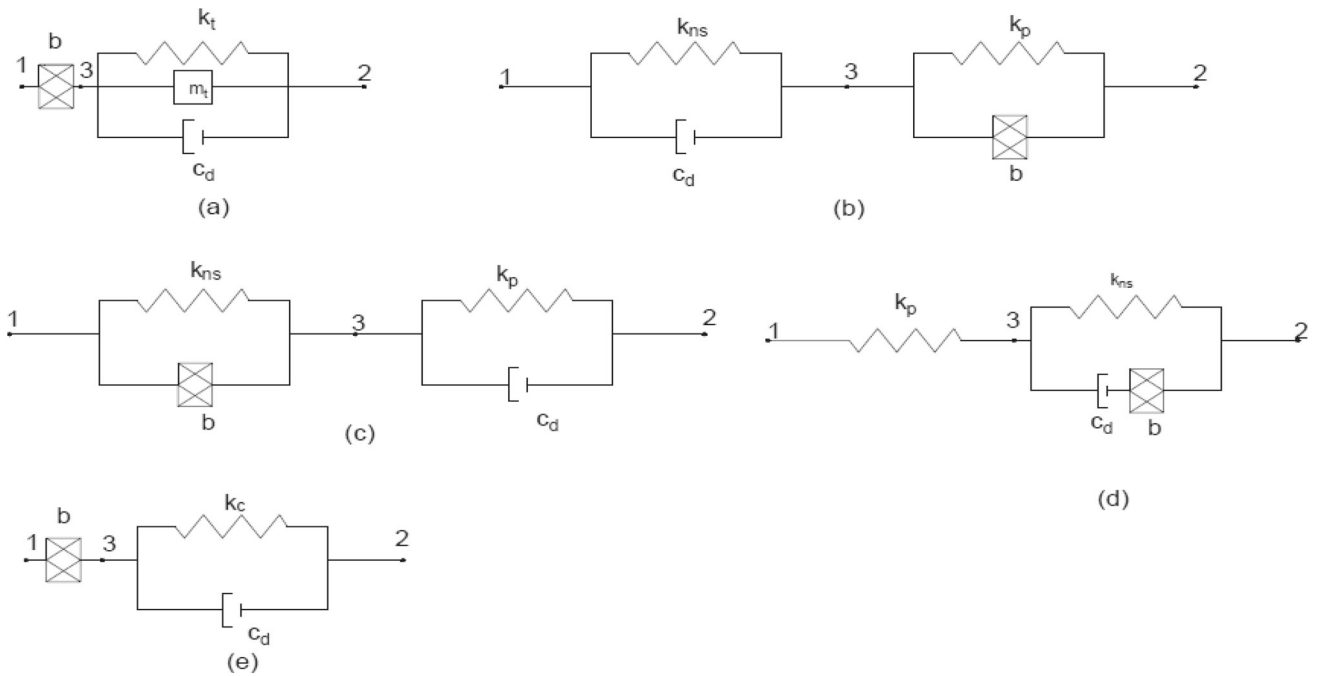 k_t
b
1 3 2
m_t
c_d
(a)
k_ns k_p
1 3 2
c_d b
(b)
k_ns k_p
1 3 2
b c_d
(c)
k_p k_ns
1 3 2
c_d b
(d)
b k_c
1 3 2
c_d
(e)